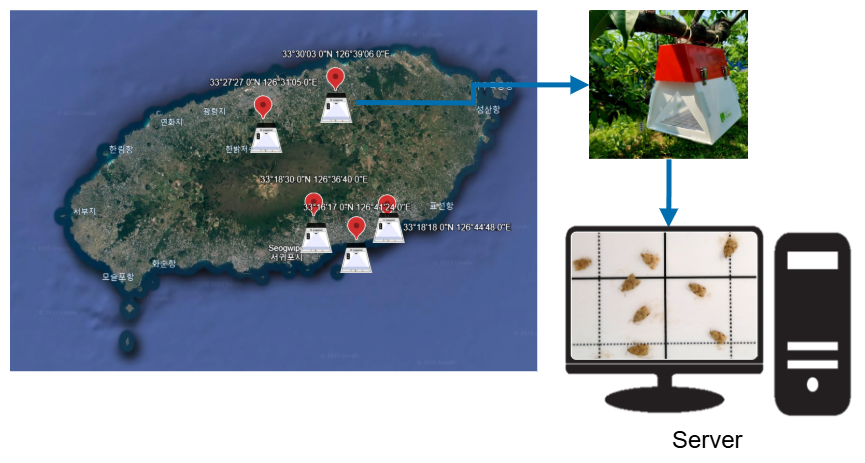 33°30'03 0"N 126°39'06 0"E
33°27'27 0"N 126°31'05 0"E
광령지
연화지
성산항
한림항
한밝저
33°18'30 0"N 126°36'40 0"E
서부지
33°16'17 0"N 126°41'24 0"E
표선항
33°18'18 0"N 126°44'48 0"E
Seogwip
서귀포시
화순항
모슬포항
Server